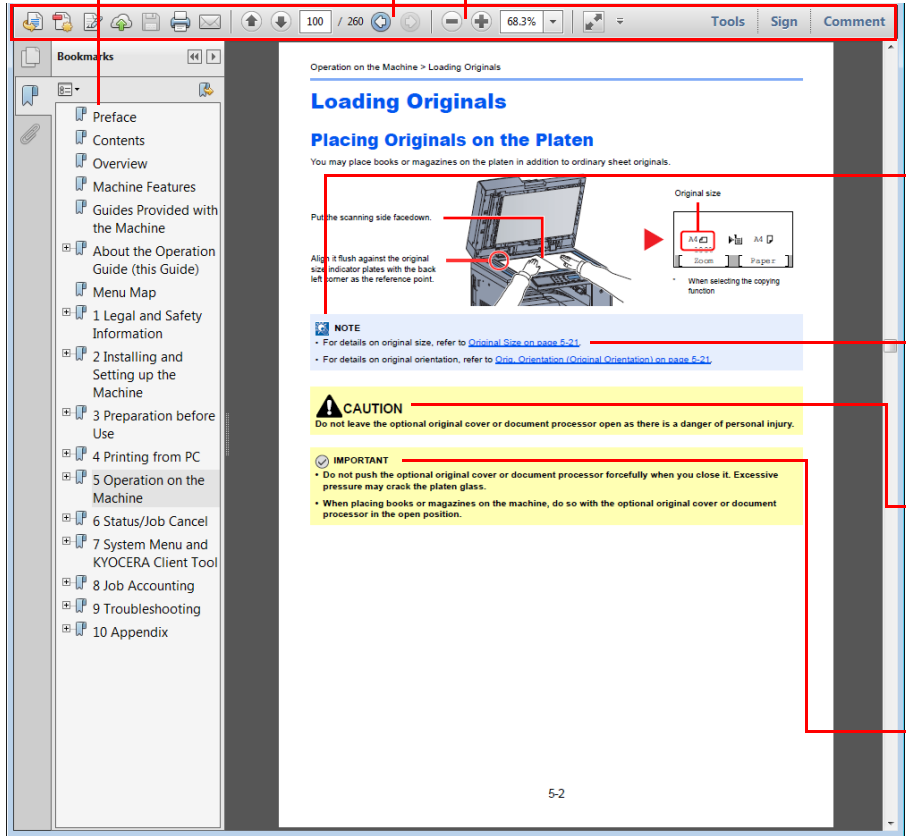 100 / 260 68.3% Tools Sign Comment
Bookmarks
Preface
Contents
Overview
Machine Features
Guides Provided with
the Machine
About the Operation
Guide (this Guide)
Menu Map
1 Legal and Safety
Information
2 Installing and
Setting up the
Machine
3 Preparation before
Use
4 Printing from PC
5 Operation on the
Machine
6 Status/Job Cancel
7 System Menu and
KYOCERA Client Tool
8 Job Accounting
9 Troubleshooting
10 Appendix
Operation on the Machine > Loading Originals
Loading Originals
Placing Originals on the Platen
You may place books or magazines on the platen in addition to ordinary sheet originals.
Put the scanning side facedown.
Align it flush against the original
size indicator plates with the back
left corner as the reference point.
Original size
A4 A4
Zoom Paper
* When selecting the copying
function
NOTE
• For details on original size, refer to Original Size on page 5-21.
• For details on original orientation, refer to Orig. Orientation (Original Orientation) on page 5-21.
CAUTION
Do not leave the optional original cover or document processor open as there is a danger of personal injury.
IMPORTANT
• Do not push the optional original cover or document processor forcefully when you close it. Excessive
pressure may crack the platen glass.
• When placing books or magazines on the machine, do so with the optional original cover or document
processor in the open position.
5-2